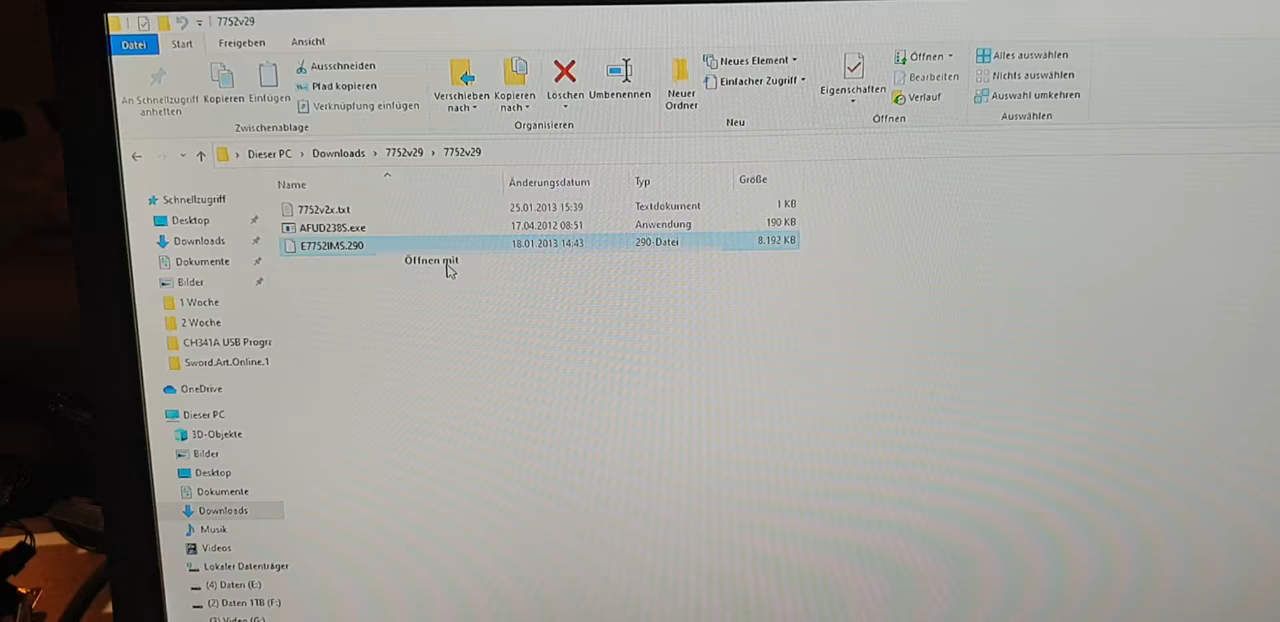 7752v29
Datei Start Freigeben Ansicht
An Schnellzugriff anheften
Kopieren
Einfügen
Ausschneiden
Pfad kopieren
Verknüpfung einfügen
Zwischenablage
Verschieben nach
Kopieren nach
Löschen
Umbenennen
Organisieren
Neuer Ordner
Neues Element
Einfacher Zugriff
Neu
Eigenschaften
Öffnen
Bearbeiten
Verlauf
Öffnen
Alles auswählen
Nichts auswählen
Auswahl umkehren
Auswählen
Dieser PC › Downloads › 7752v29 › 7752v29
Name Änderungsdatum Typ Größe
7752v2x.txt 25.01.2013 15:39 Textdokument 1 KB
AFUD238S.exe 17.04.2012 08:51 Anwendung 190 KB
E7752IMS.290 18.01.2013 14:43 290-Datei 8.192 KB
Öffnen mit
Schnellzugriff
Desktop
Downloads
Dokumente
Bilder
1 Woche
2 Woche
CH341A USB Progra
Sword.Art.Online.1
OneDrive
Dieser PC
3D-Objekte
Bilder
Desktop
Dokumente
Downloads
Musik
Videos
Lokaler Datenträger
(4) Daten (E:)
(2) Daten 1TB (F:)
(3) Video (G:)